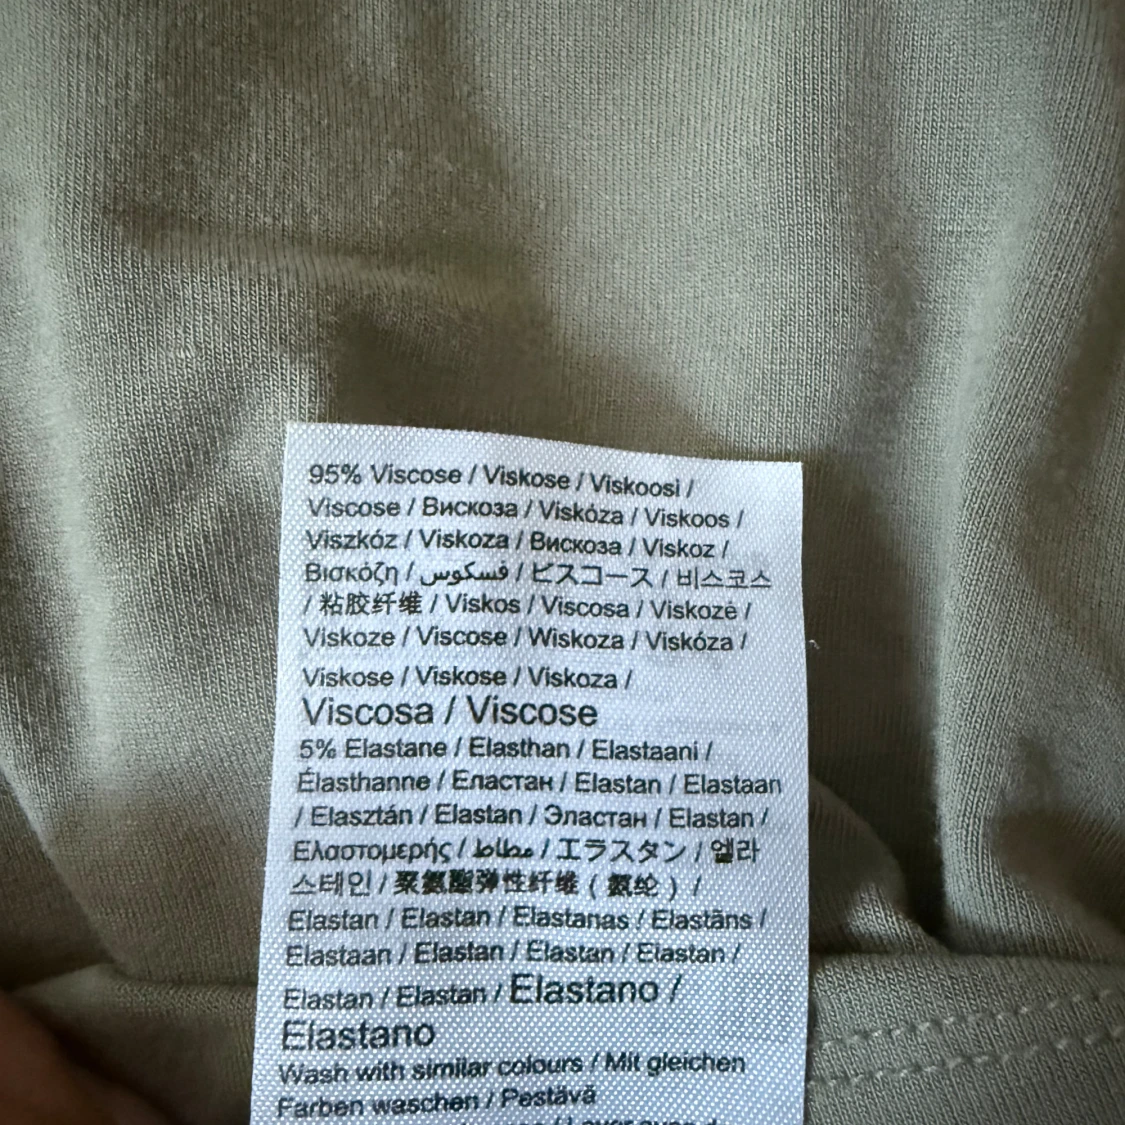 95% Viscose / Viskose / Viskoosi /
Viscose / Вискоза / Viskóza / Viskoos /
Viszkóz / Viskoza / Вискоза / Viskoz /
Βισκόζη / فسكوس / ビスコース / 비스코스
/ 粘胶纤维 / Viskos / Viscosa / Viskozė /
Viskoze / Viscose / Wiskoza / Viskóza /
Viskose / Viskose / Viskoza /
Viscosa / Viscose
5% Elastane / Elasthan / Elastaani /
Élasthanne / Еластан / Elastan / Elastaan
/ Elasztán / Elastan / Эластан / Elastan /
Ελαστομερής / مطاط / エラスタン / 엘라
스테인 / 聚氨酯弹性纤维 ( 氨纶 ) /
Elastan / Elastan / Elastanas / Elastāns /
Elastaan / Elastan / Elastan / Elastan /
Elastan / Elastan / Elastano /
Elastano
Wash with similar colours / Mit gleichen
Farben waschen / Pestävä